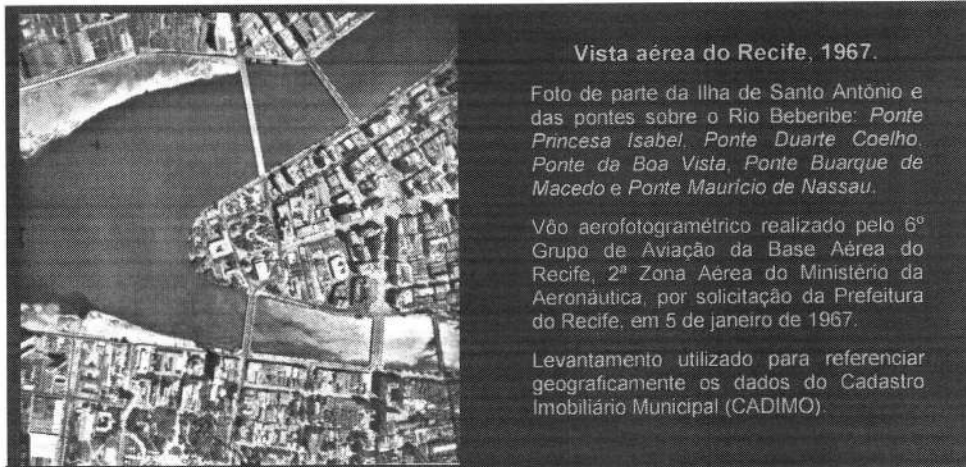 Vista aérea do Recife, 1967.
Foto de parte da Ilha de Santo Antônio e
das pontes sobre o Rio Beberibe: Ponte
Princesa Isabel, Ponte Duarte Coelho,
Ponte da Boa Vista, Ponte Buarque de
Macedo e Ponte Maurício de Nassau.
Vôo aerofotogramétrico realizado pelo 6º
Grupo de Aviação da Base Aérea do
Recife, 2ª Zona Aérea do Ministério da
Aeronáutica, por solicitação da Prefeitura
do Recife, em 5 de janeiro de 1967.
Levantamento utilizado para referenciar
geograficamente os dados do Cadastro
Imobiliário Municipal (CADIMO).